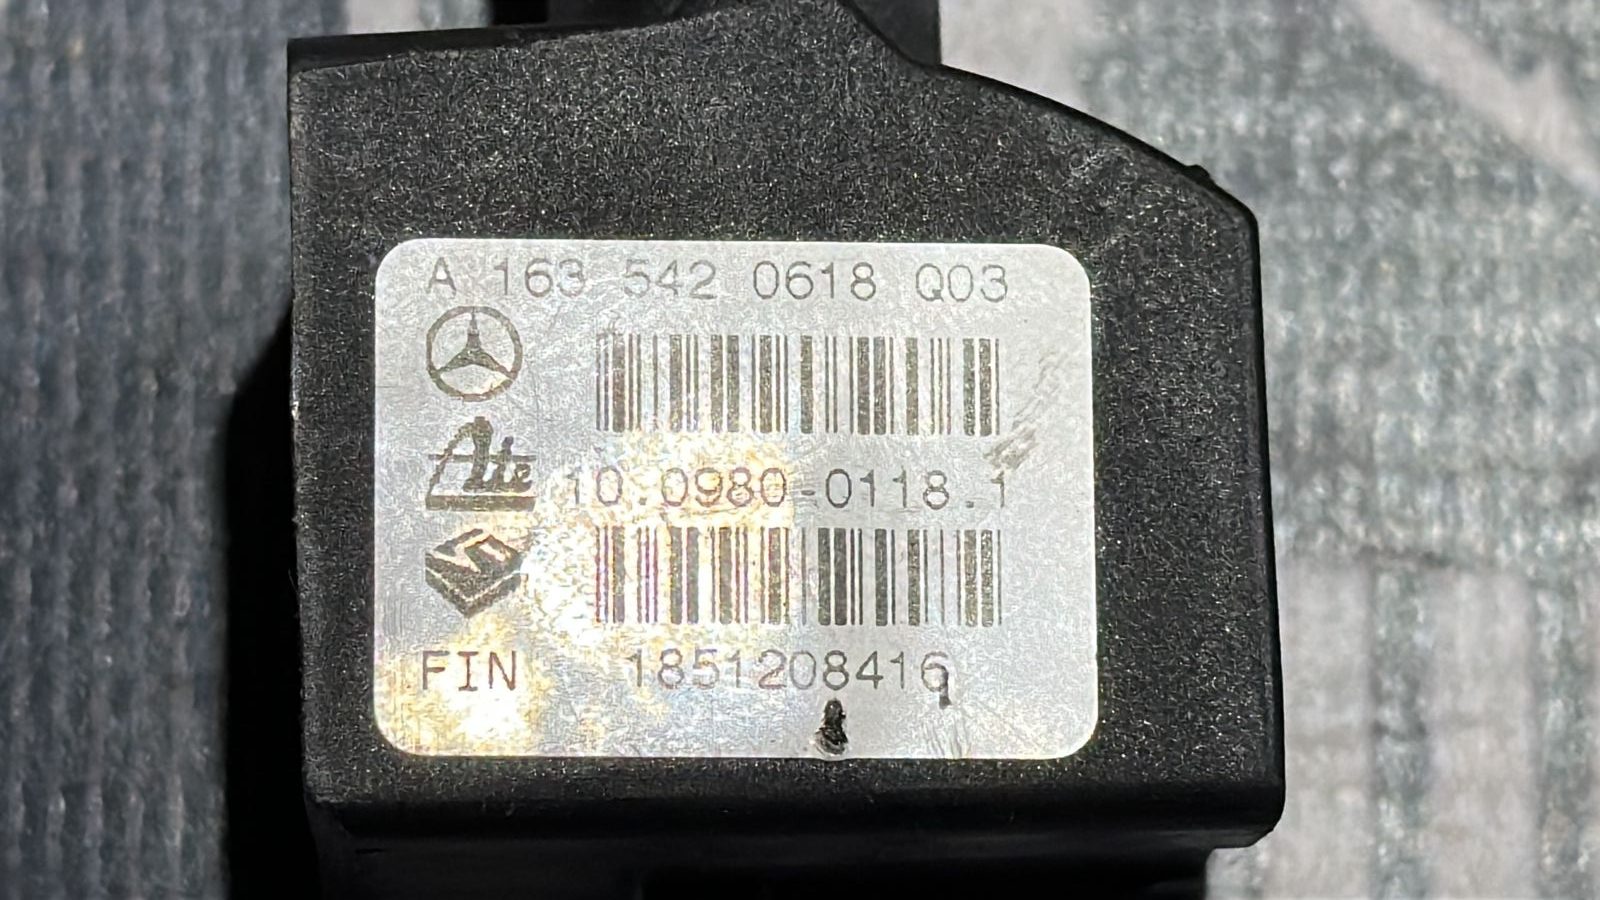 A 163 542 0618 Q03
Ate
10.0980-0118.1
FIN 1851208416